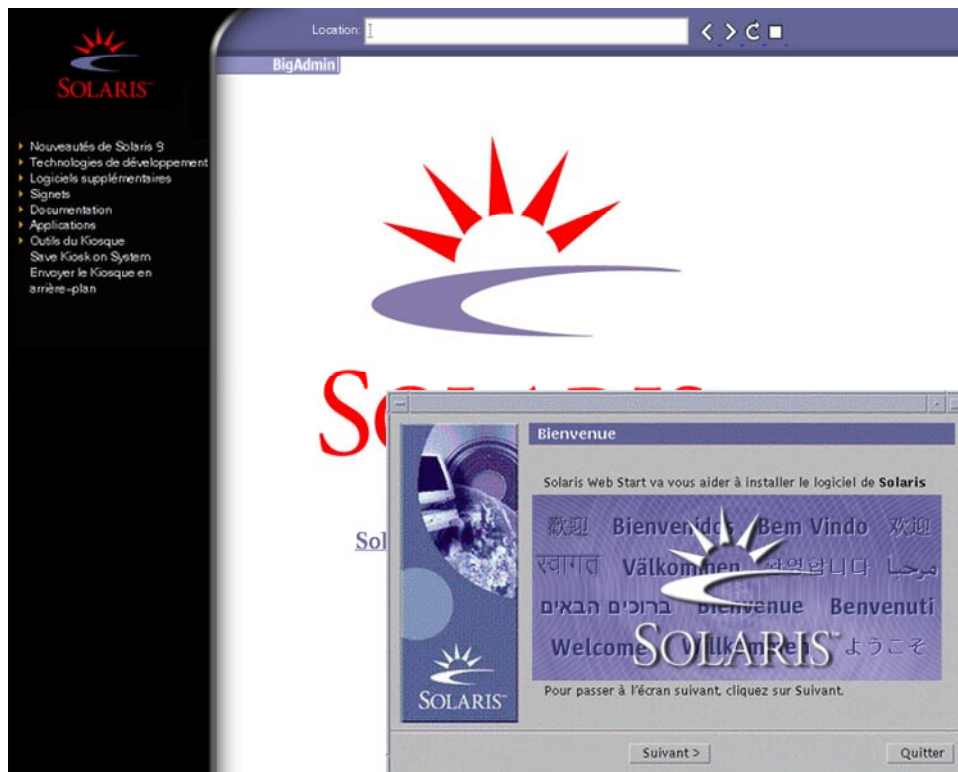 Location:
BigAdmin
SOLARIS™
Nouveautés de Solaris 9
Technologies de développement
Logiciels supplémentaires
Signets
Documentation
Applications
Outils du Kiosque
Save Kiosk on System
Envoyer le Kiosque en
arrière-plan
SOLARIS
Sol
Bienvenue
Solaris Web Start va vous aider à installer le logiciel de Solaris
歡迎 Bienvenidos Bem Vindo 欢迎
स्वागत Välkommen 환영합니다 مرحبا
ברוכים הבאים Bienvenue Benvenuti
Welcome Willkommen ようこそ
SOLARIS™
SOLARIS™
Pour passer à l'écran suivant, cliquez sur Suivant.
Suivant >
Quitter